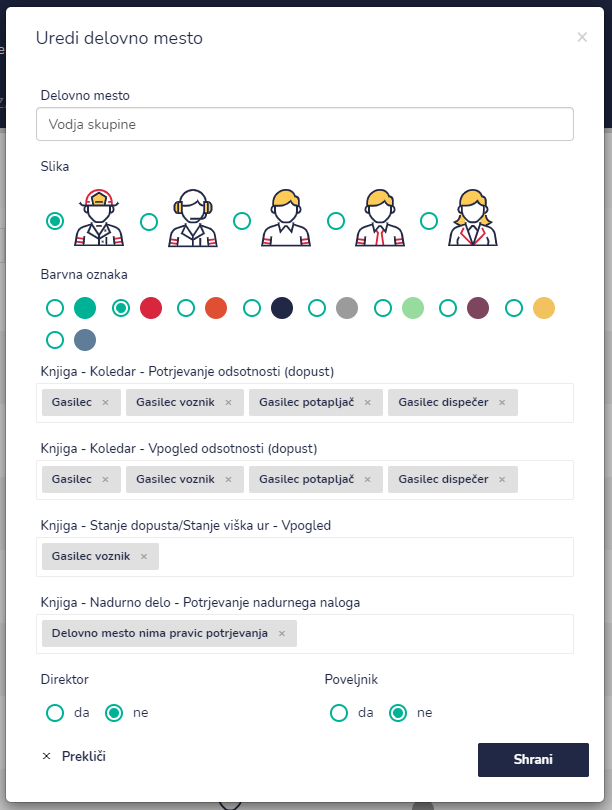 Uredi delovno mesto ×
Delovno mesto
Vodja skupine
Slika
Barvna oznaka
Knjiga - Koledar - Potrjevanje odsotnosti (dopust)
Gasilec × Gasilec voznik × Gasilec potapljač × Gasilec dispečer ×
Knjiga - Koledar - Vpogled odsotnosti (dopust)
Gasilec × Gasilec voznik × Gasilec potapljač × Gasilec dispečer ×
Knjiga - Stanje dopusta/Stanje viška ur - Vpogled
Gasilec voznik ×
Knjiga - Nadurno delo - Potrjevanje nadurnega naloga
Delovno mesto nima pravic potrjevanja ×
Direktor Poveljnik
da ne da ne
× Prekliči Shrani